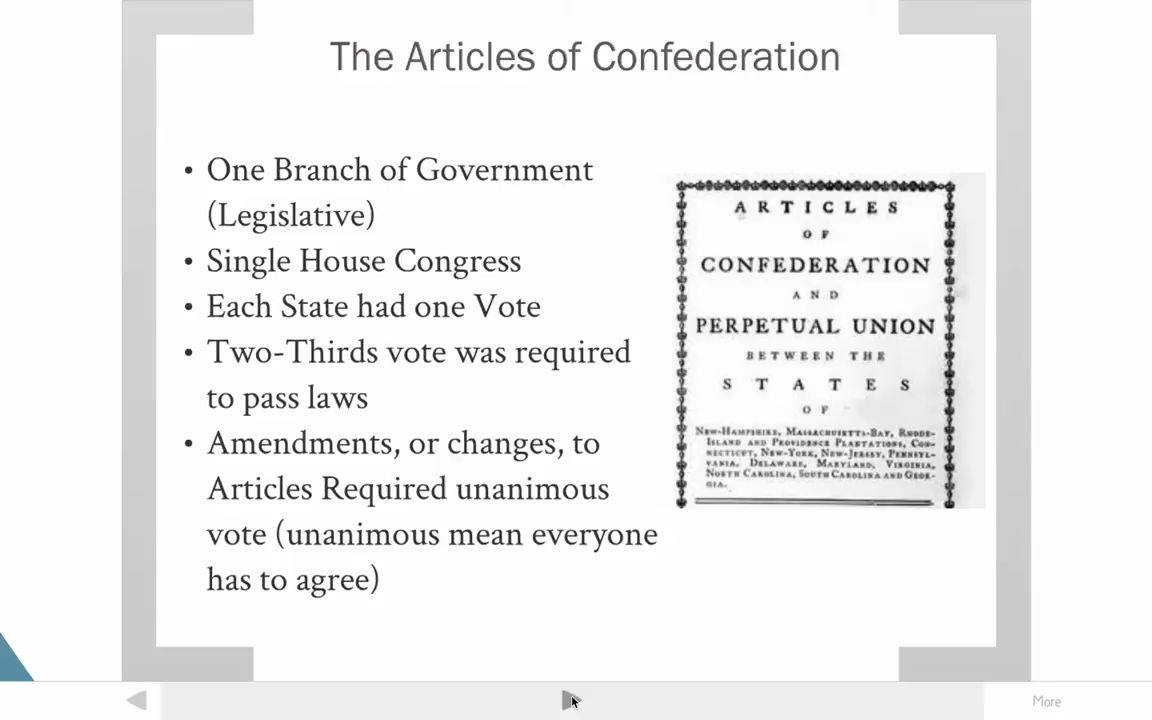 The Articles of Confederation
• One Branch of Government
(Legislative)
• Single House Congress
• Each State had one Vote
• Two-Thirds vote was required
to pass laws
• Amendments, or changes, to
Articles Required unanimous
vote (unanimous mean everyone
has to agree)
ARTICLES
OF
CONFEDERATION
AND
PERPETUAL UNION
BETWEEN THE
STATES
OF
New-Hampshire, Massachusetts-Bay, Rhode-
Island and Providence Plantations, Con-
necticut, New-York, New-Jersey, Pennsyl-
vania, Delaware, Maryland, Virginia,
North Carolina, South Carolina and Geor-
gia.
More